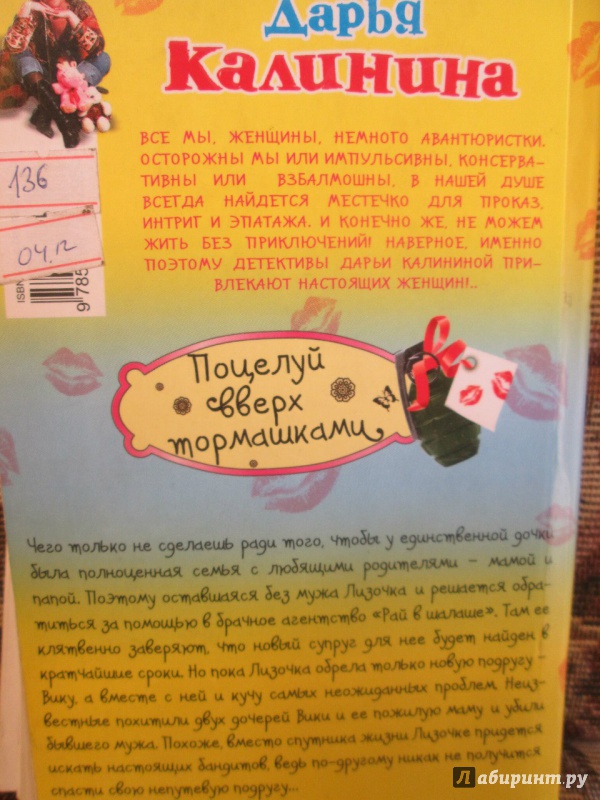 Дарья
Калинина
ВСЕ МЫ, ЖЕНЩИНЫ, НЕМНОГО АВАНТЮРИСТКИ.
ОСТОРОЖНЫ МЫ ИЛИ ИМПУЛЬСИВНЫ, КОНСЕРВА-
ТИВНЫ ИЛИ ВЗБАЛМОШНЫ, В НАШЕЙ ДУШЕ
ВСЕГДА НАЙДЕТСЯ МЕСТЕЧКО ДЛЯ ПРОКАЗ,
ИНТРИГ И ЭПАТАЖА. И КОНЕЧНО ЖЕ, НЕ МОЖЕМ
ЖИТЬ БЕЗ ПРИКЛЮЧЕНИЙ! НАВЕРНОЕ, ИМЕННО
ПОЭТОМУ ДЕТЕКТИВЫ ДАРЬИ КАЛИНИНОЙ ПРИ-
ВЛЕКАЮТ НАСТОЯЩИХ ЖЕНЩИН!..
136
04.12
ISBN
9 785
Поцелуй
вверх
тормашками
Чего только не сделаешь ради того, чтобы у единственной дочки
была полноценная семья с любящими родителями – мамой и
папой. Поэтому оставшаяся без мужа Лизочка и решается обра-
титься за помощью в брачное агентство «Рай в шалаше». Там ее
клятвенно заверяют, что новый супруг для нее будет найден в
кратчайшие сроки. Но пока Лизочка обрела только новую подругу –
Вику, а вместе с ней и кучу самых неожиданных проблем. Неиз-
вестные похитили двух дочерей Вики и ее пожилую маму и убили
бывшего мужа. Похоже, вместо спутника жизни Лизочке придется
искать настоящих бандитов, ведь по-другому никак не получится
спасти свою непутевую подругу...
Лабиринт.ру